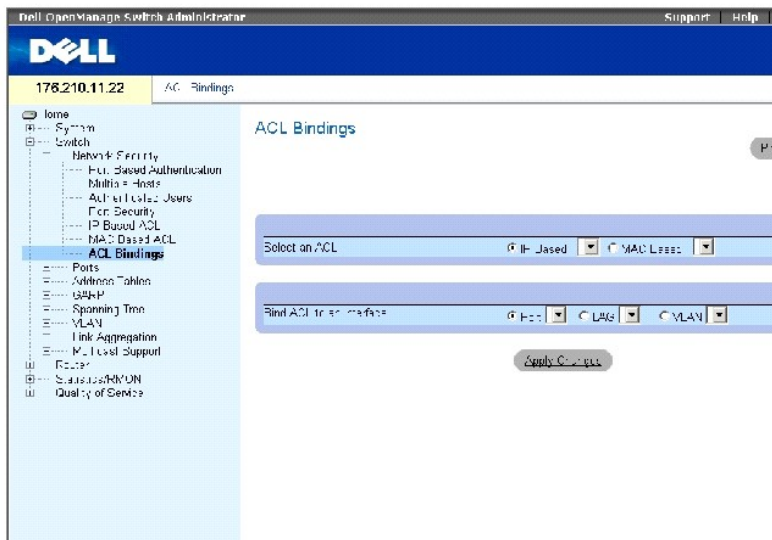 Dell OpenManage Switch Administrator
Support Help
DELL
176.210.11.22
ACL Bindings
Home
System
Switch
Network Security
Port Based Authentication
Multiple Hosts
Authenticated Users
Port Security
IP Based ACL
MAC Based ACL
ACL Bindings
Ports
Address Tables
GARP
Spanning Tree
VLAN
Link Aggregation
Multicast Support
Router
Statistics/RMON
Quality of Service
ACL Bindings
Select an ACL
IP Based
MAC Based
Bind ACL to an Interface
Port
LAG
VLAN
Apply Changes